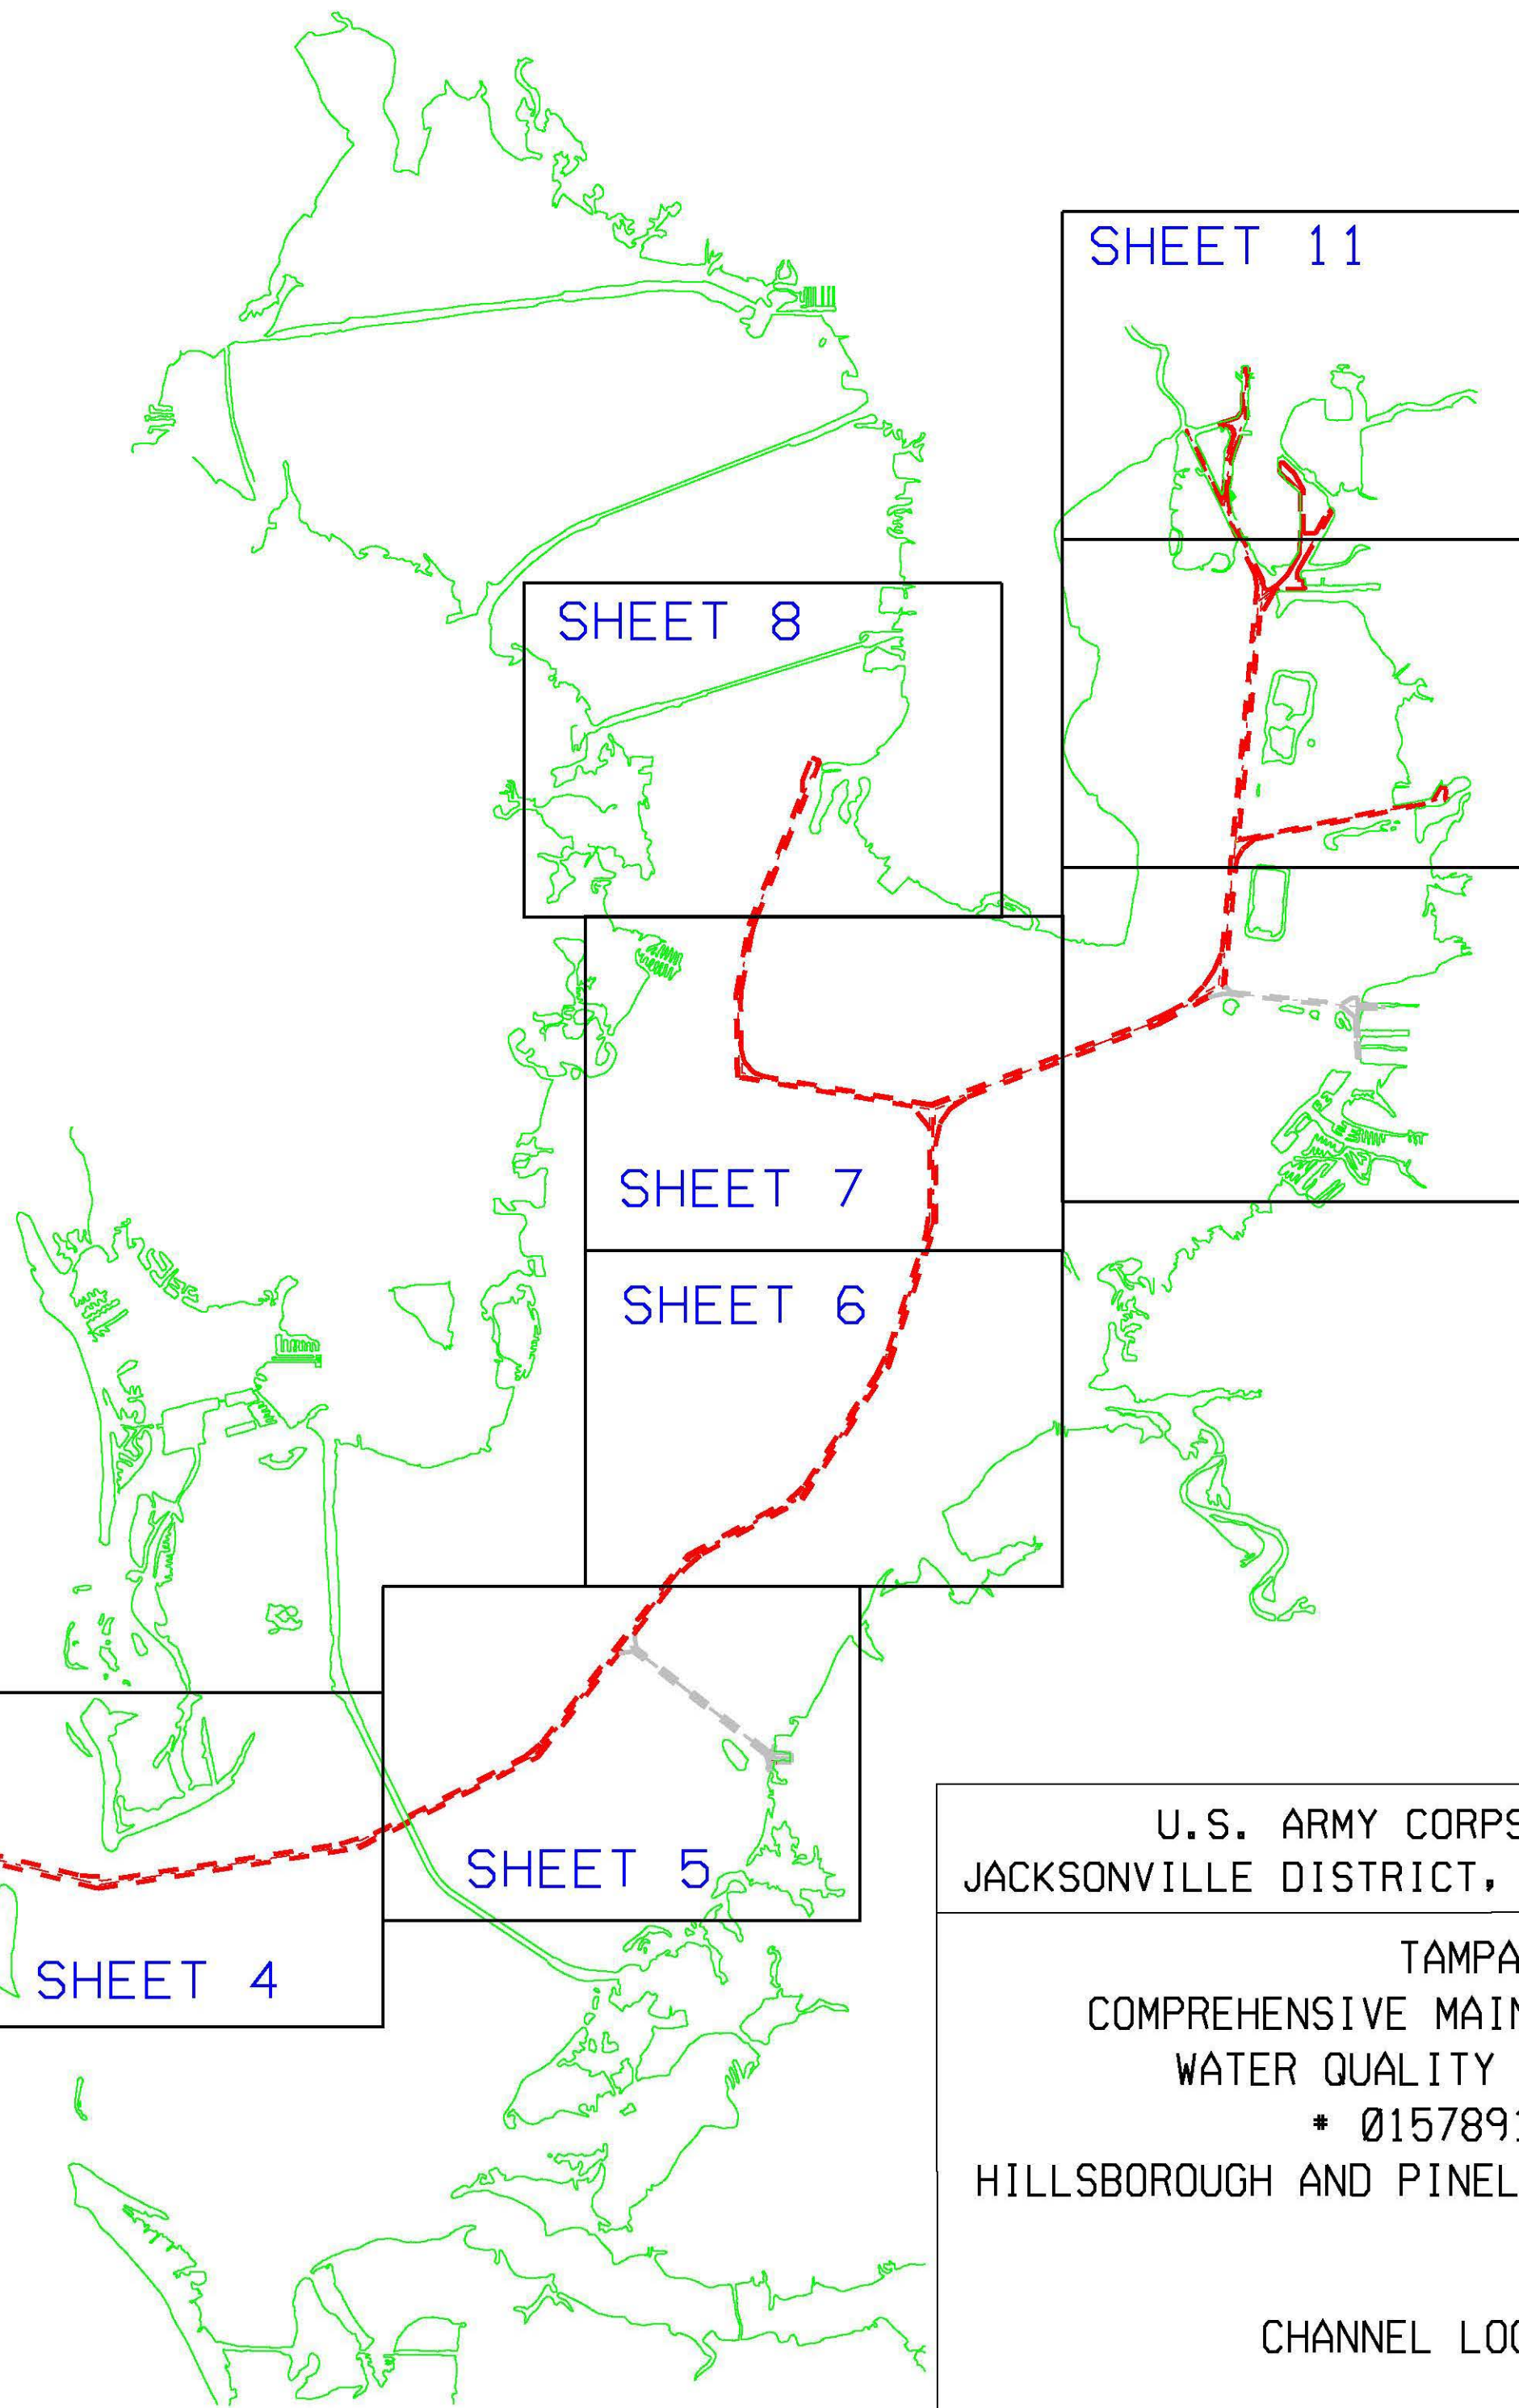 SHEET 11
SHEET 8
SHEET 7
SHEET 6
SHEET 5
SHEET 4
U.S. ARMY CORPS
JACKSONVILLE DISTRICT,
TAMPA
COMPREHENSIVE MAIN
WATER QUALITY
* Ø157891
HILLSBOROUGH AND PINEL
CHANNEL LOC